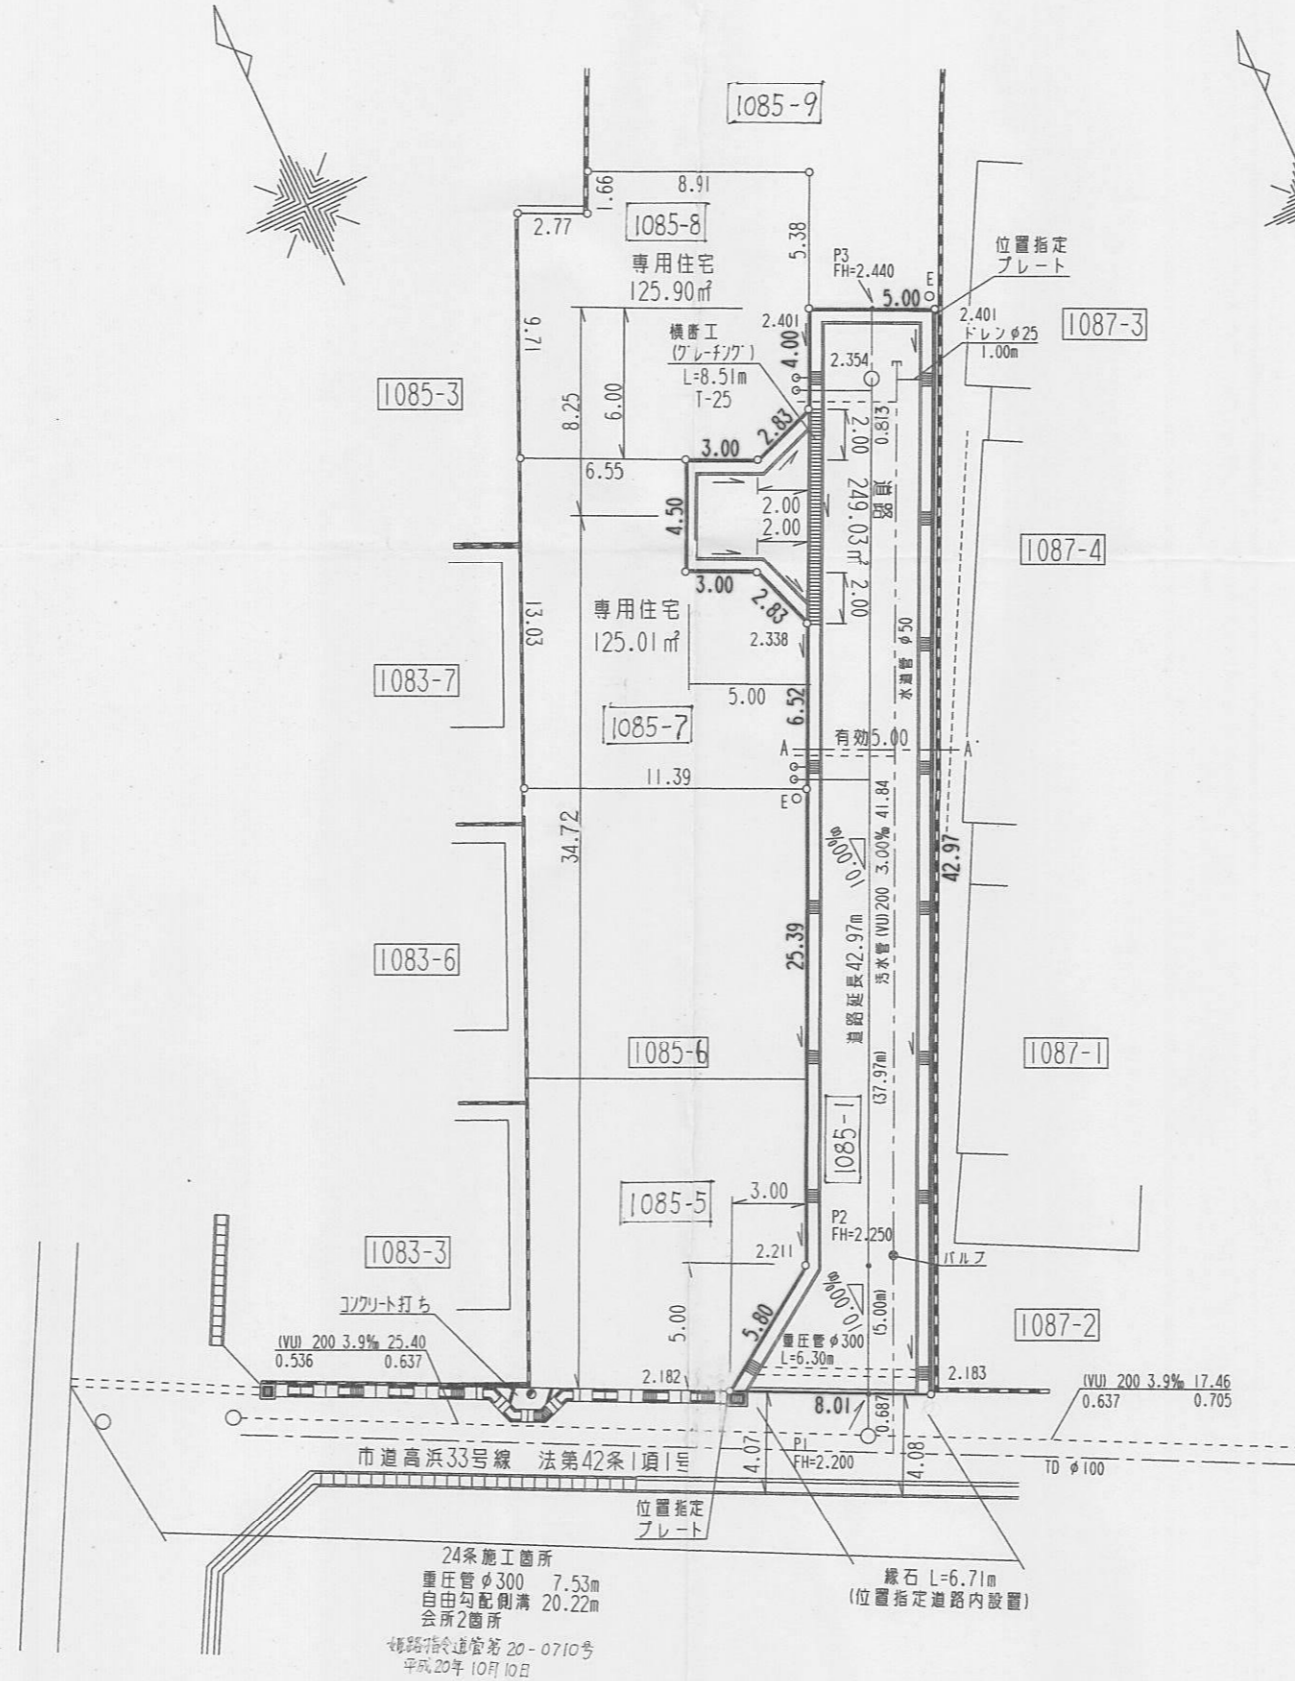 1085-9
1.66
8.91
2.77
1085-8
専用住宅
125.90㎡
5.38
P3
FH=2.440
5.00
E
位置指定
プレート
2.401
ドレンφ25
1.00m
1087-3
9.71
横断工
(グレーチング)
L=8.51m
T-25
2.401
4.00
2.354
1085-3
8.25
6.00
2.83
3.00
2.00
0.813
6.55
4.50
2.00
2.00
249.03㎡
道路
1087-4
3.00
2.83
2.00
13.03
専用住宅
125.01㎡
2.338
水道管 φ50
1083-7
5.00
6.52
1085-7
有効5.00
A
A'
11.39
E
34.72
10.00‰
42.97
25.39
道路延長42.97m
汚水管(VU)200 3.00‰ 41.84
1083-6
1085-6
1087-1
(37.97m)
1085-1
1085-5
3.00
P2
FH=2.250
2.211
バルブ
1083-3
コンクリート打ち
5.00
5.80
10.00‰
(5.00m)
1087-2
重圧管φ300
L=6.30m
(VU) 200 3.9‰ 25.40
0.536 0.637
2.182
2.183
(VU) 200 3.9‰ 17.46
0.637 0.705
8.01
0.687
4.07
P1
FH=2.200
4.08
TD φ100
市道高浜33号線 法第42条1項1号
位置指定
プレート
24条施工箇所
重圧管φ300 7.53m
自由勾配側溝 20.22m
会所2箇所
縁石 L=6.71m
(位置指定道路内設置)
姫路指令道管第20-0710号
平成20年10月10日